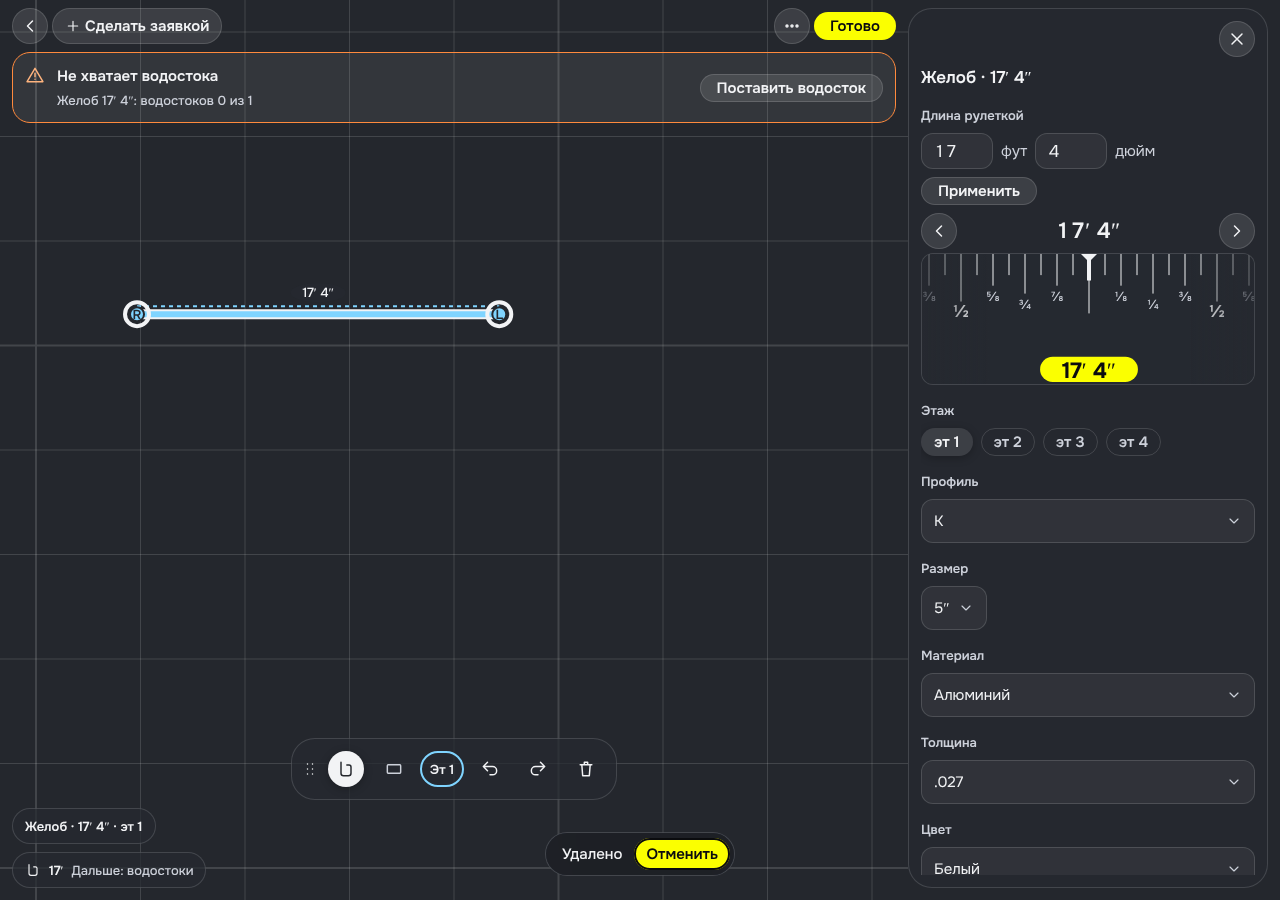 Сделать заявкой
Готово
Не хватает водостока
Желоб 17′ 4″: водостоков 0 из 1
Поставить водосток
17′ 4″
R
L
Эт 1
Желоб · 17′ 4″ · эт 1
17′ Дальше: водостоки
Удалено
Отменить
Желоб · 17′ 4″
Длина рулеткой
17 фут 4 дюйм
Применить
17′ 4″
⅜ ½ ⅝ ¾ ⅞ ⅛ ¼ ⅜ ½ ⅝
17′ 4″
Этаж
эт 1 эт 2 эт 3 эт 4
Профиль
K
Размер
5″
Материал
Алюминий
Толщина
.027
Цвет
Белый